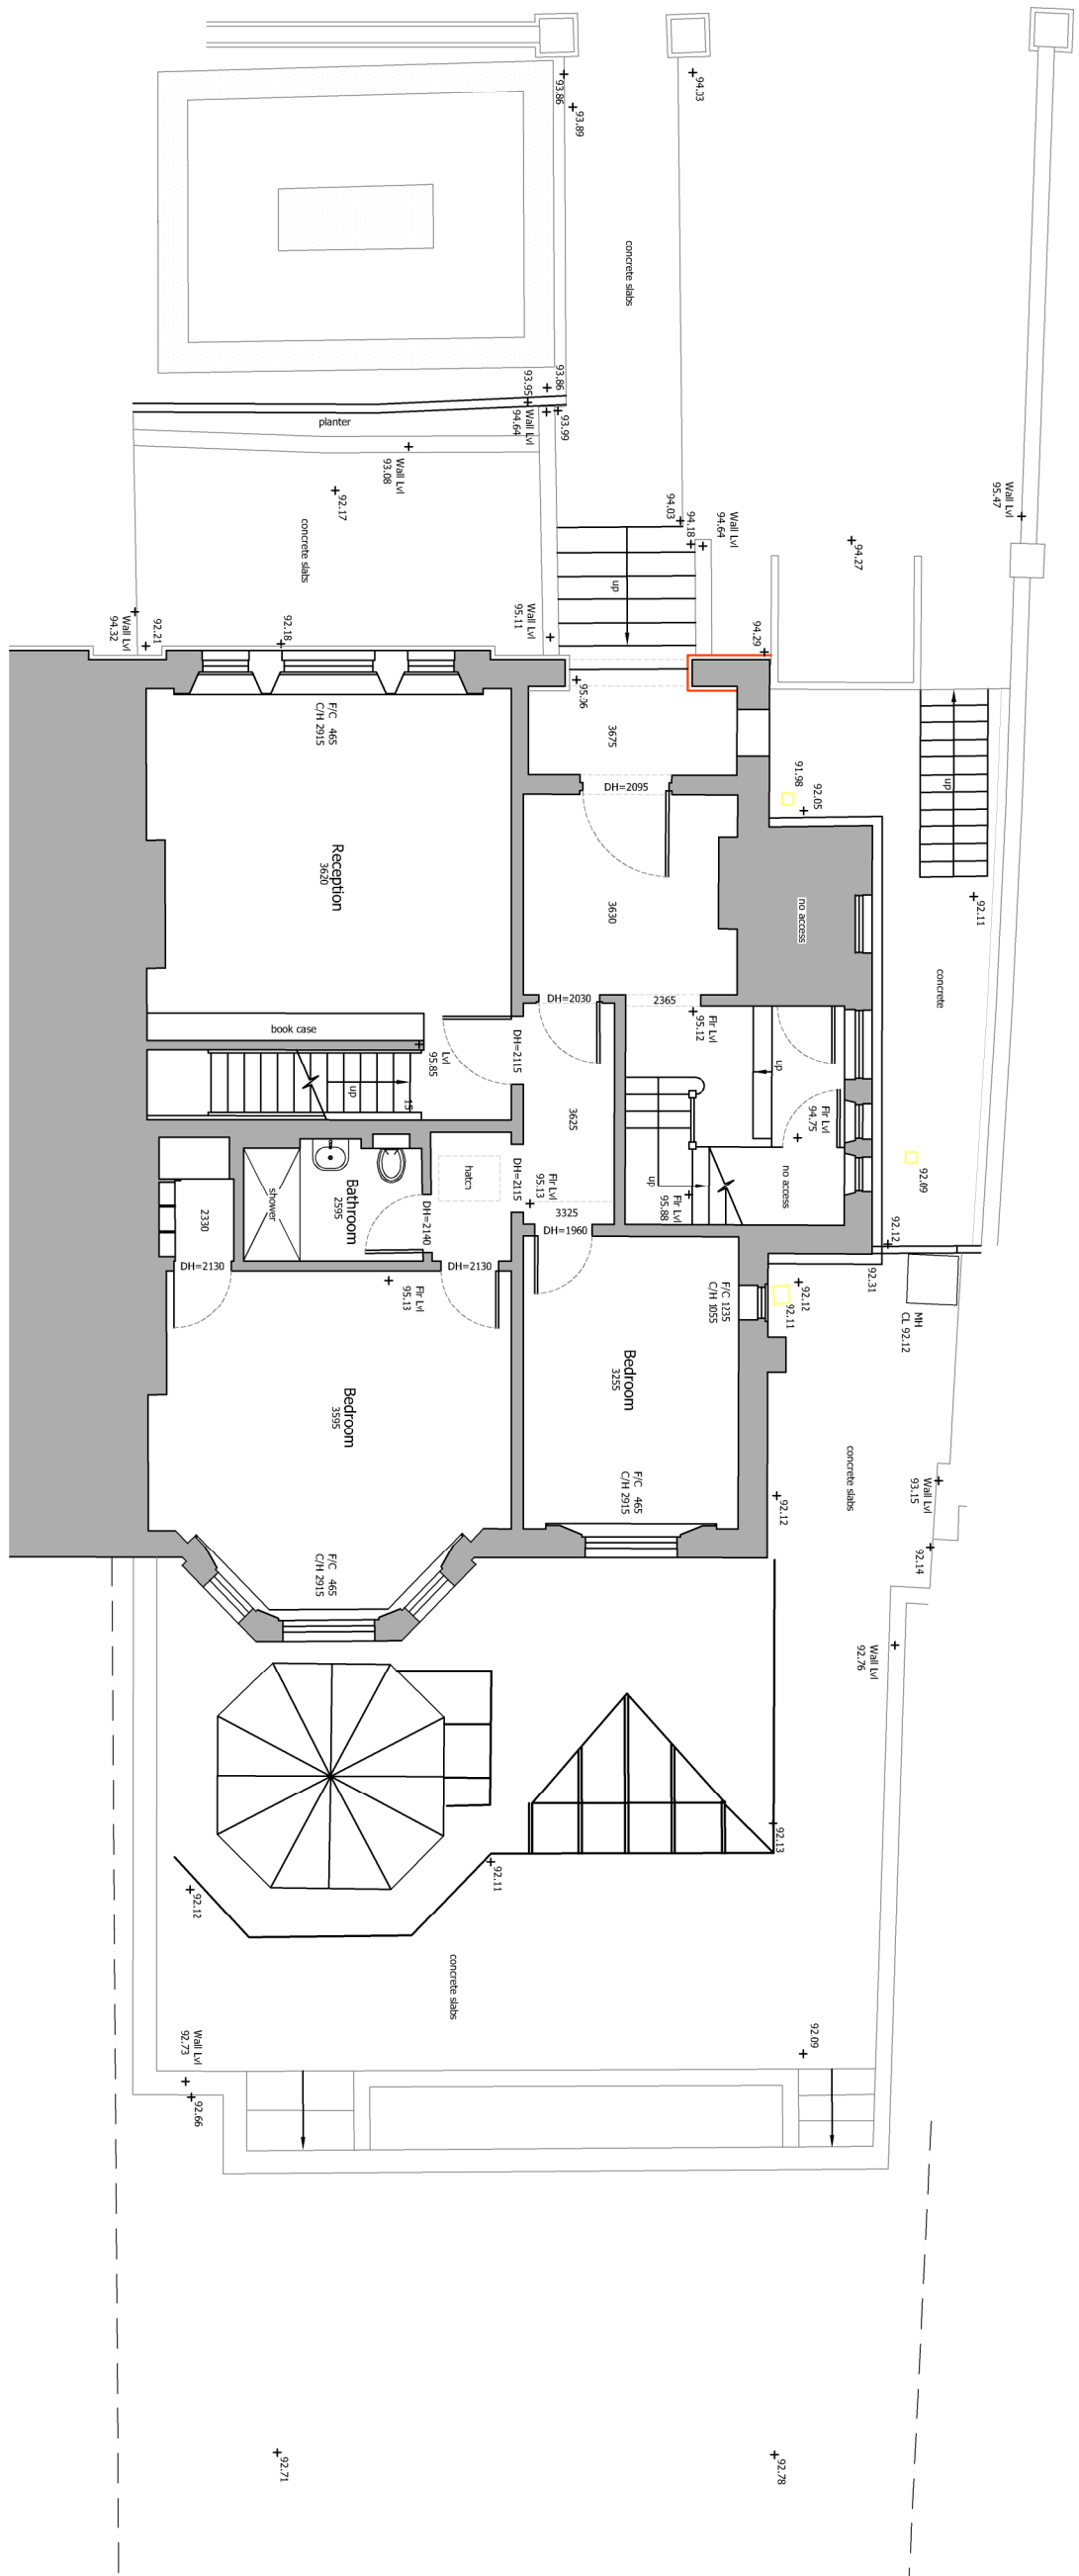 94.03
93.86
93.89
concrete slabs
93.86
93.95
Wall Lvl
94.64
93.99
planter
Wall Lvl
93.08
92.17
concrete slabs
Wall Lvl
95.47
94.03
94.18
Wall Lvl
94.64
94.27
up
Wall Lvl
95.11
Wall Lvl
94.32
92.21
92.18
94.29
95.06
F/C 465
C/H 2915
3675
DH=2095
91.98
92.05
up
Reception
3620
3630
no access
92.11
concrete
DH=2030
2365
book case
Lvl
95.85
DH=2115
Flr Lvl
95.12
up
15
up
Flr Lvl
94.75
3625
hatch
DH=2115
Flr Lvl
95.13
3325
DH=1960
up
Flr Lvl
95.88
no access
92.09
92.12
92.31
shower
Bathroom
2595
DH=2140
2330
DH=2130
DH=2130
Flr Lvl
95.13
F/C 1235
C/H 1055
92.12
92.11
MH
CL 92.12
Bedroom
3255
Bedroom
3595
F/C 465
C/H 2915
F/C 465
C/H 2915
concrete slabs
92.12
Wall Lvl
93.15
92.14
Wall Lvl
92.76
92.13
92.11
92.12
concrete slabs
Wall Lvl
92.73
92.66
92.09
92.71
92.78